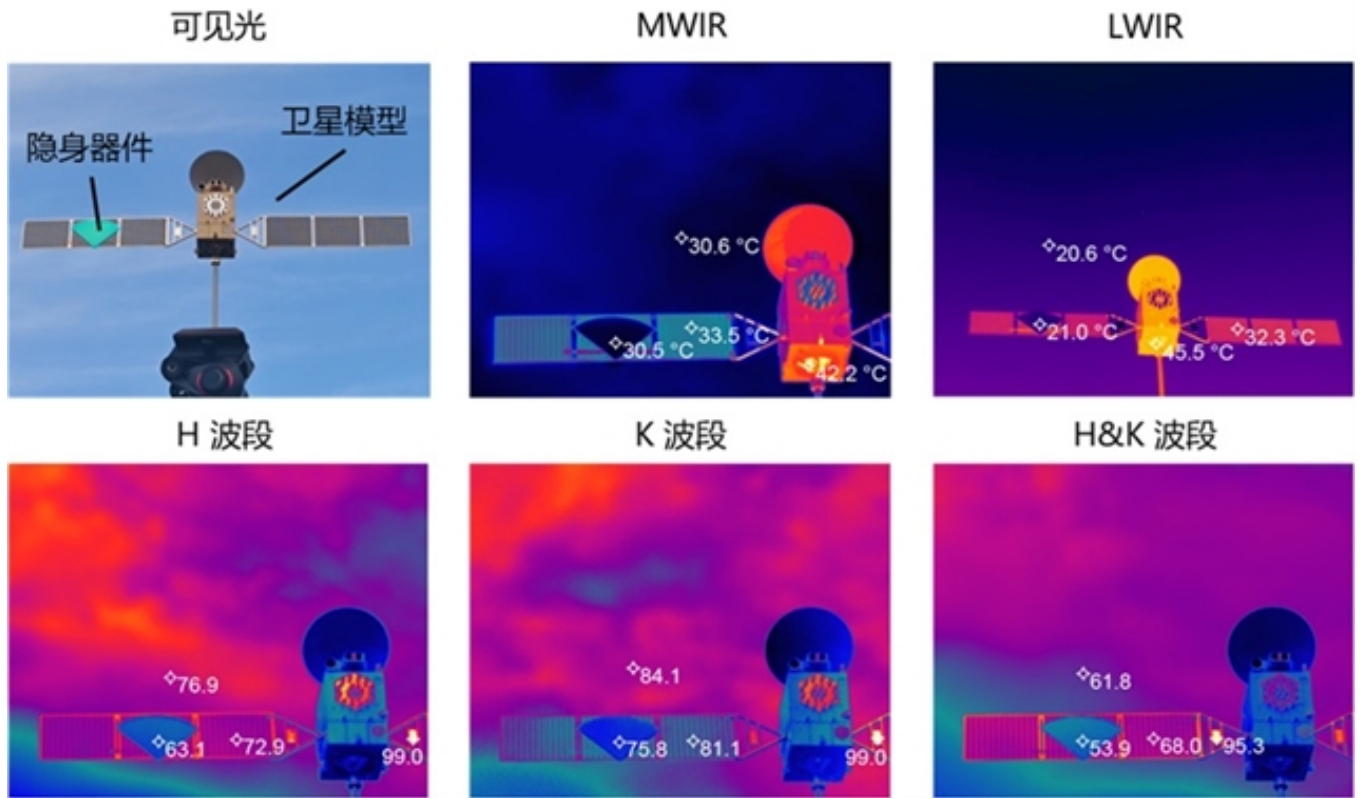 可见光
MWIR
LWIR
隐身器件
卫星模型
30.6 °C
33.5 °C
30.5 °C
42.2 °C
20.6 °C
21.0 °C
32.3 °C
45.5 °C
H 波段
K 波段
H&K 波段
76.9
63.1
72.9
99.0
84.1
75.8
81.1
99.0
61.8
53.9
68.0
95.3